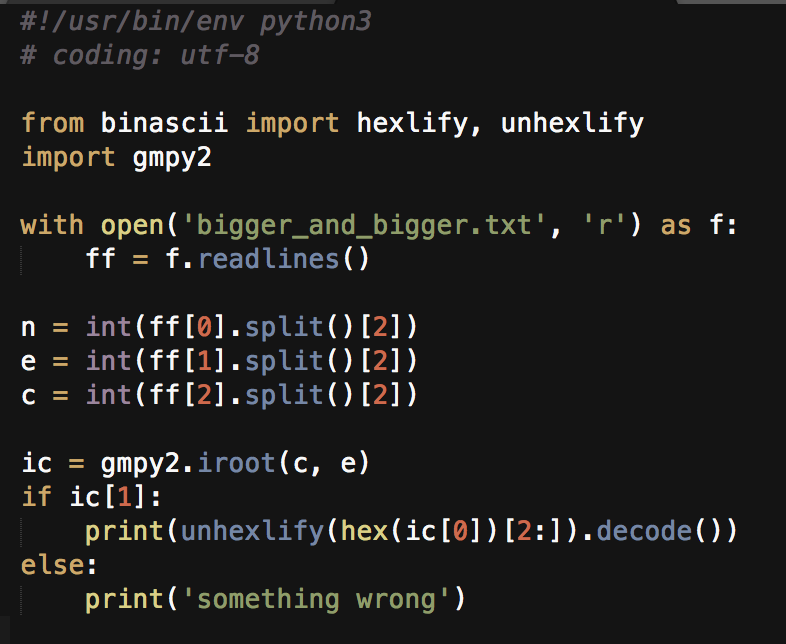 #!/usr/bin/env python3
# coding: utf-8

from binascii import hexlify, unhexlify
import gmpy2

with open('bigger_and_bigger.txt', 'r') as f:
    ff = f.readlines()

n = int(ff[0].split()[2])
e = int(ff[1].split()[2])
c = int(ff[2].split()[2])

ic = gmpy2.iroot(c, e)
if ic[1]:
    print(unhexlify(hex(ic[0])[2:]).decode())
else:
    print('something wrong')